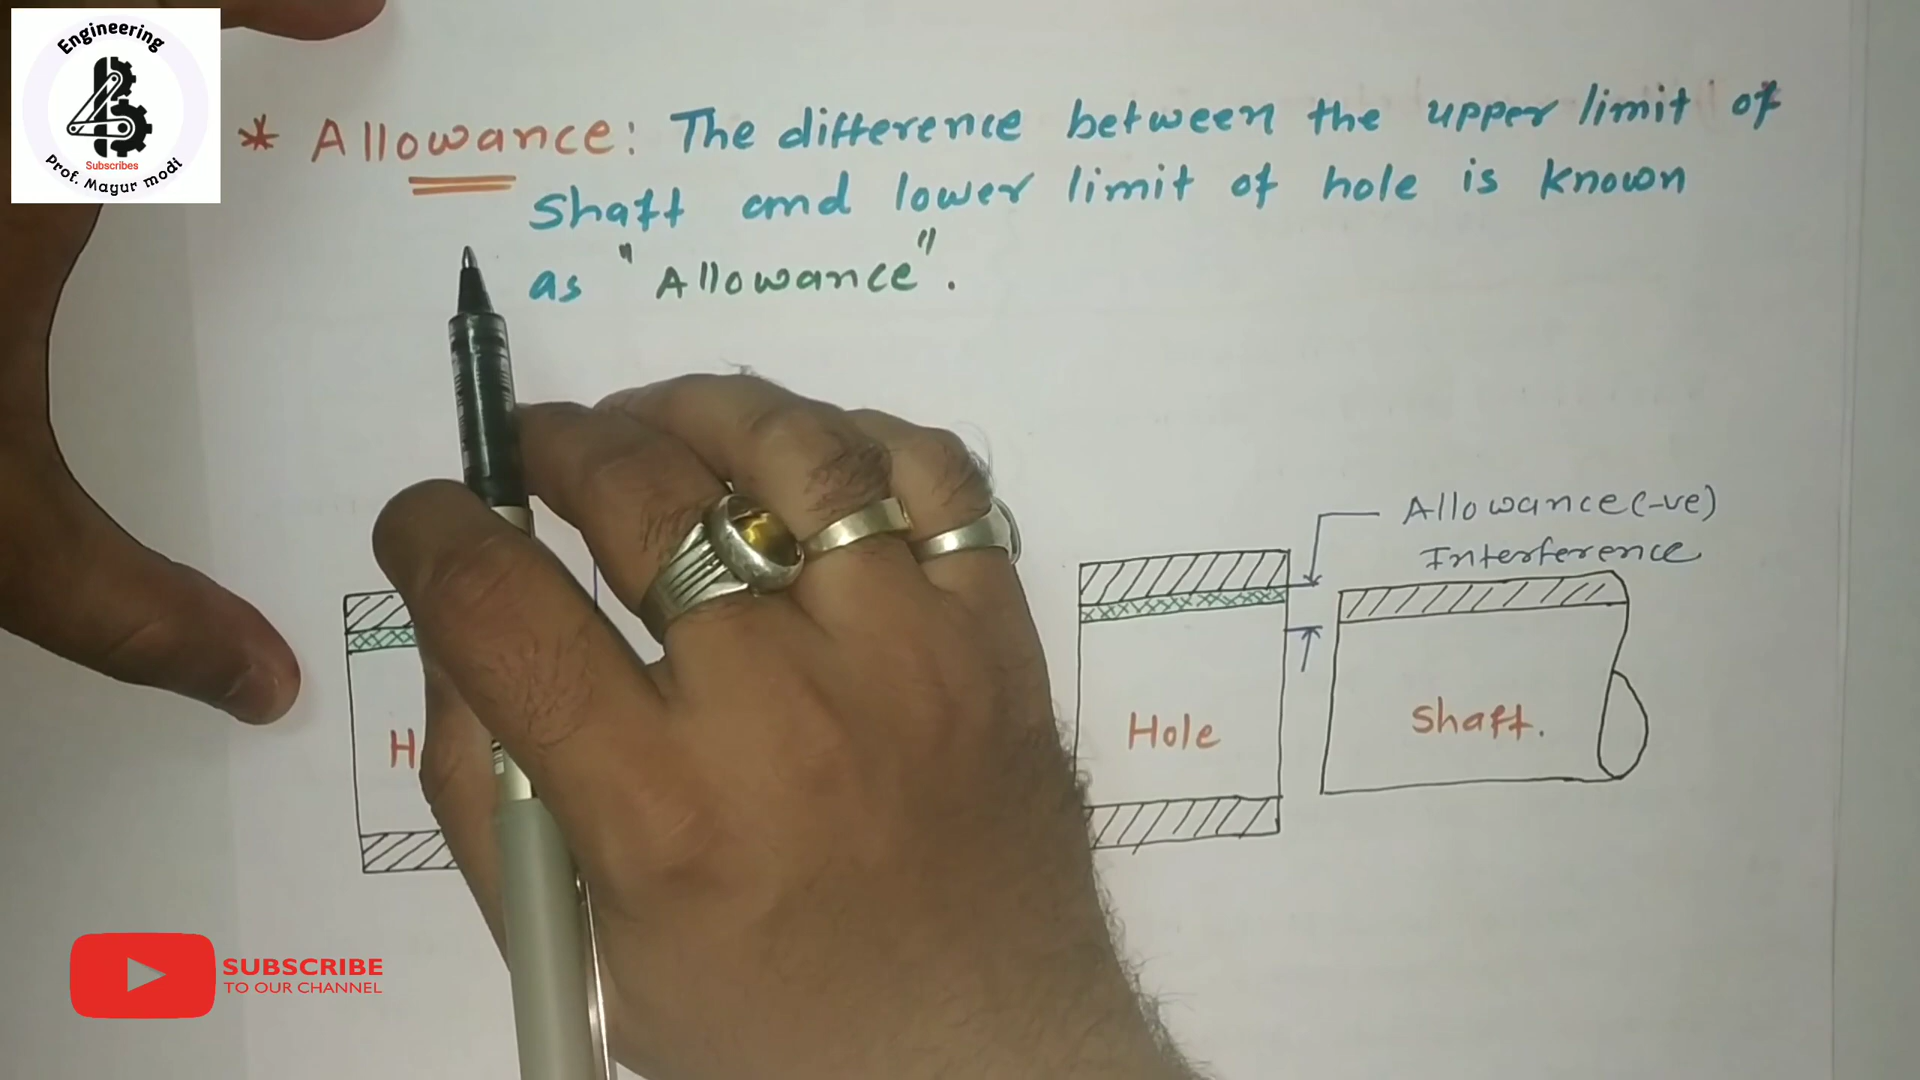 Engineering
Subscribes
Prof. Mayur modi
* Allowance: The difference between the upper limit of
shaft and lower limit of hole is known
as "Allowance".
Allowance(-ve)
Interference
H
Hole
Shaft.
SUBSCRIBE
TO OUR CHANNEL